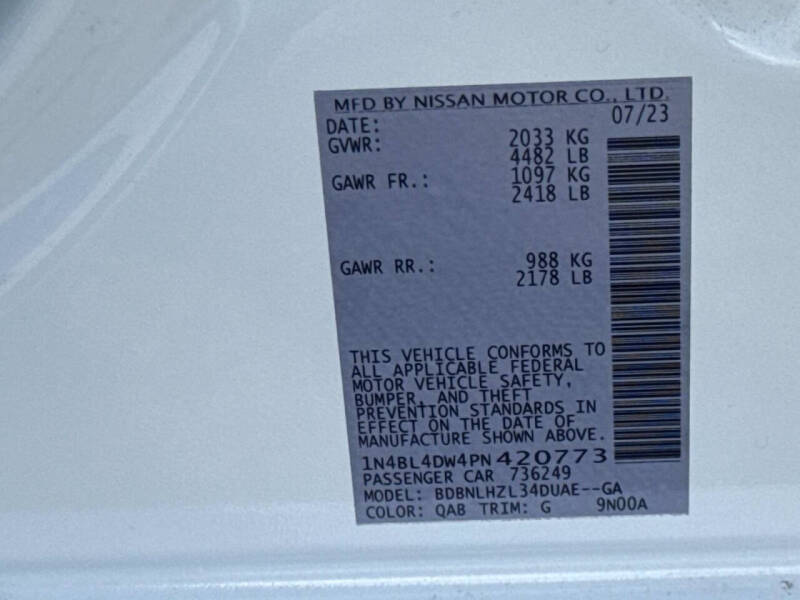 MFD BY NISSAN MOTOR CO., LTD.
DATE: 07/23
GVWR: 2033 KG
4482 LB
GAWR FR.: 1097 KG
2418 LB
GAWR RR.: 988 KG
2178 LB
THIS VEHICLE CONFORMS TO
ALL APPLICABLE FEDERAL
MOTOR VEHICLE SAFETY,
BUMPER, AND THEFT
PREVENTION STANDARDS IN
EFFECT ON THE DATE OF
MANUFACTURE SHOWN ABOVE.
1N4BL4DW4PN420773
PASSENGER CAR 736249
MODEL: BDBNLHZL34DUAE--GA
COLOR: QAB TRIM: G 9N00A